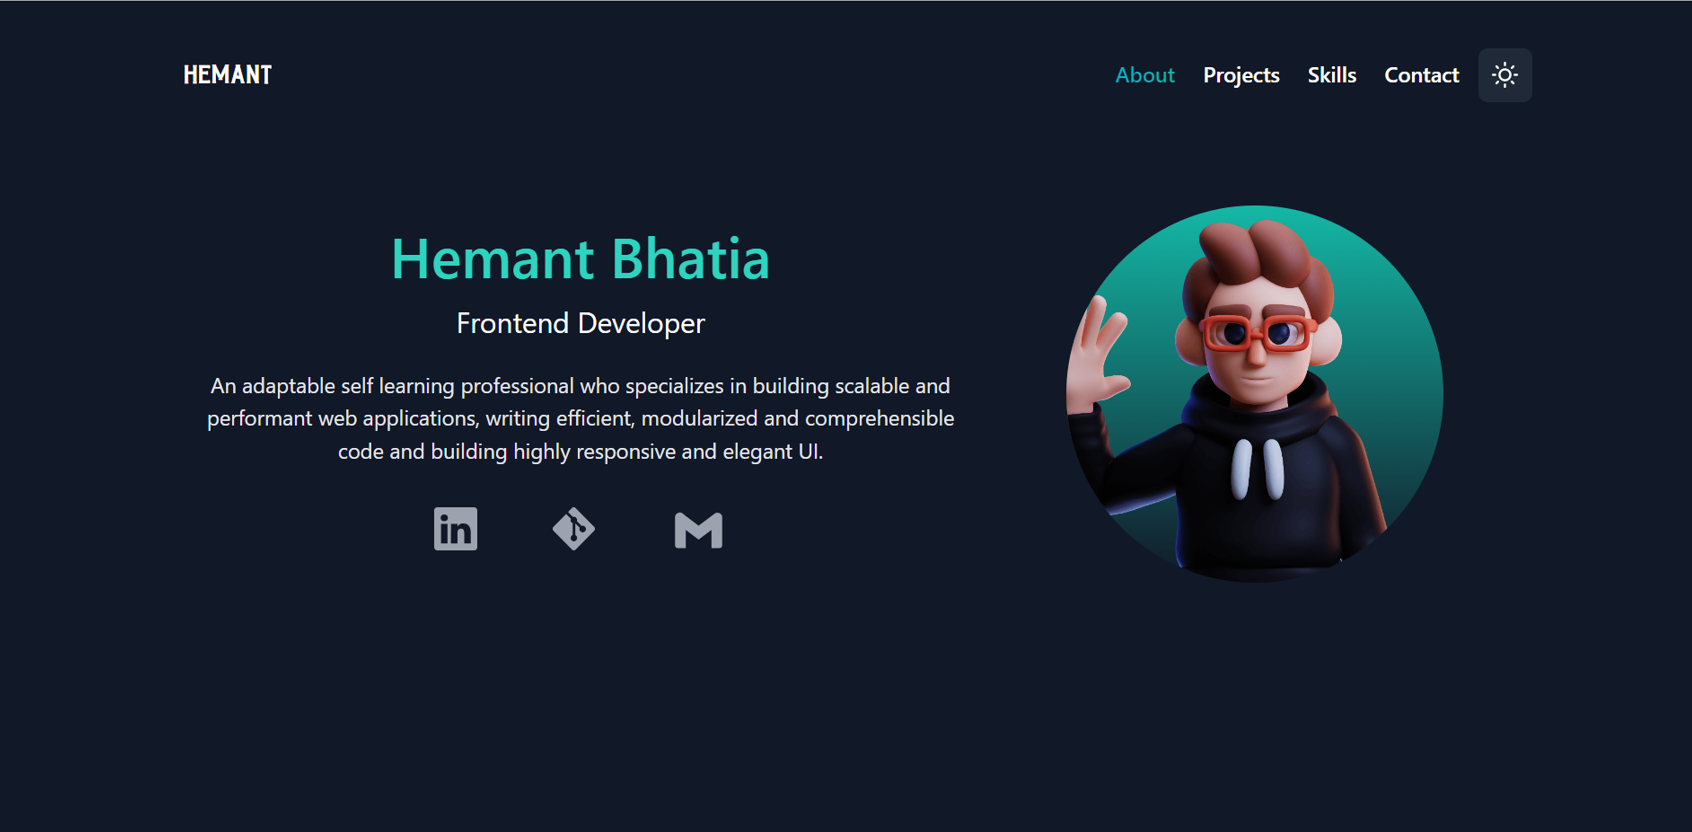 HEMANT
About Projects Skills Contact
Hemant Bhatia
Frontend Developer
An adaptable self learning professional who specializes in building scalable and
performant web applications, writing efficient, modularized and comprehensible
code and building highly responsive and elegant UI.
in